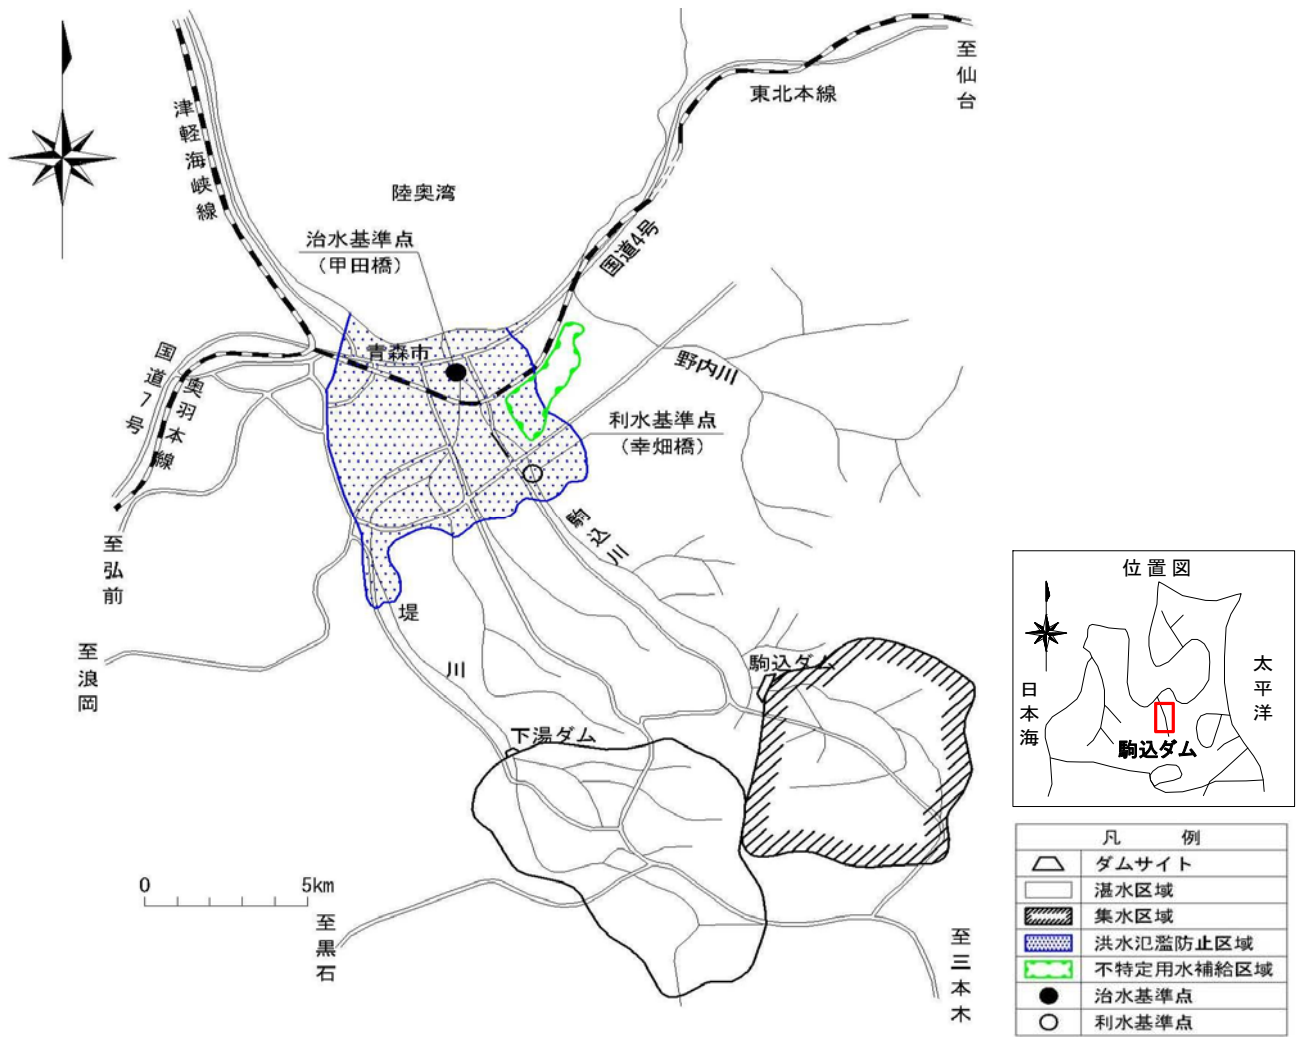 至仙台
東北本線
津軽海峡線
陸奥湾
国道4号
治水基準点
(甲田橋)
青森市
国道7号
奥羽本線
野内川
利水基準点
(幸畑橋)
駒込川
至弘前
堤川
至浪岡
駒込ダム
下湯ダム
0 5km
至黒石
至三本木
位置図
日本海
太平洋
駒込ダム
凡 例
ダムサイト
湛水区域
集水区域
洪水氾濫防止区域
不特定用水補給区域
治水基準点
利水基準点